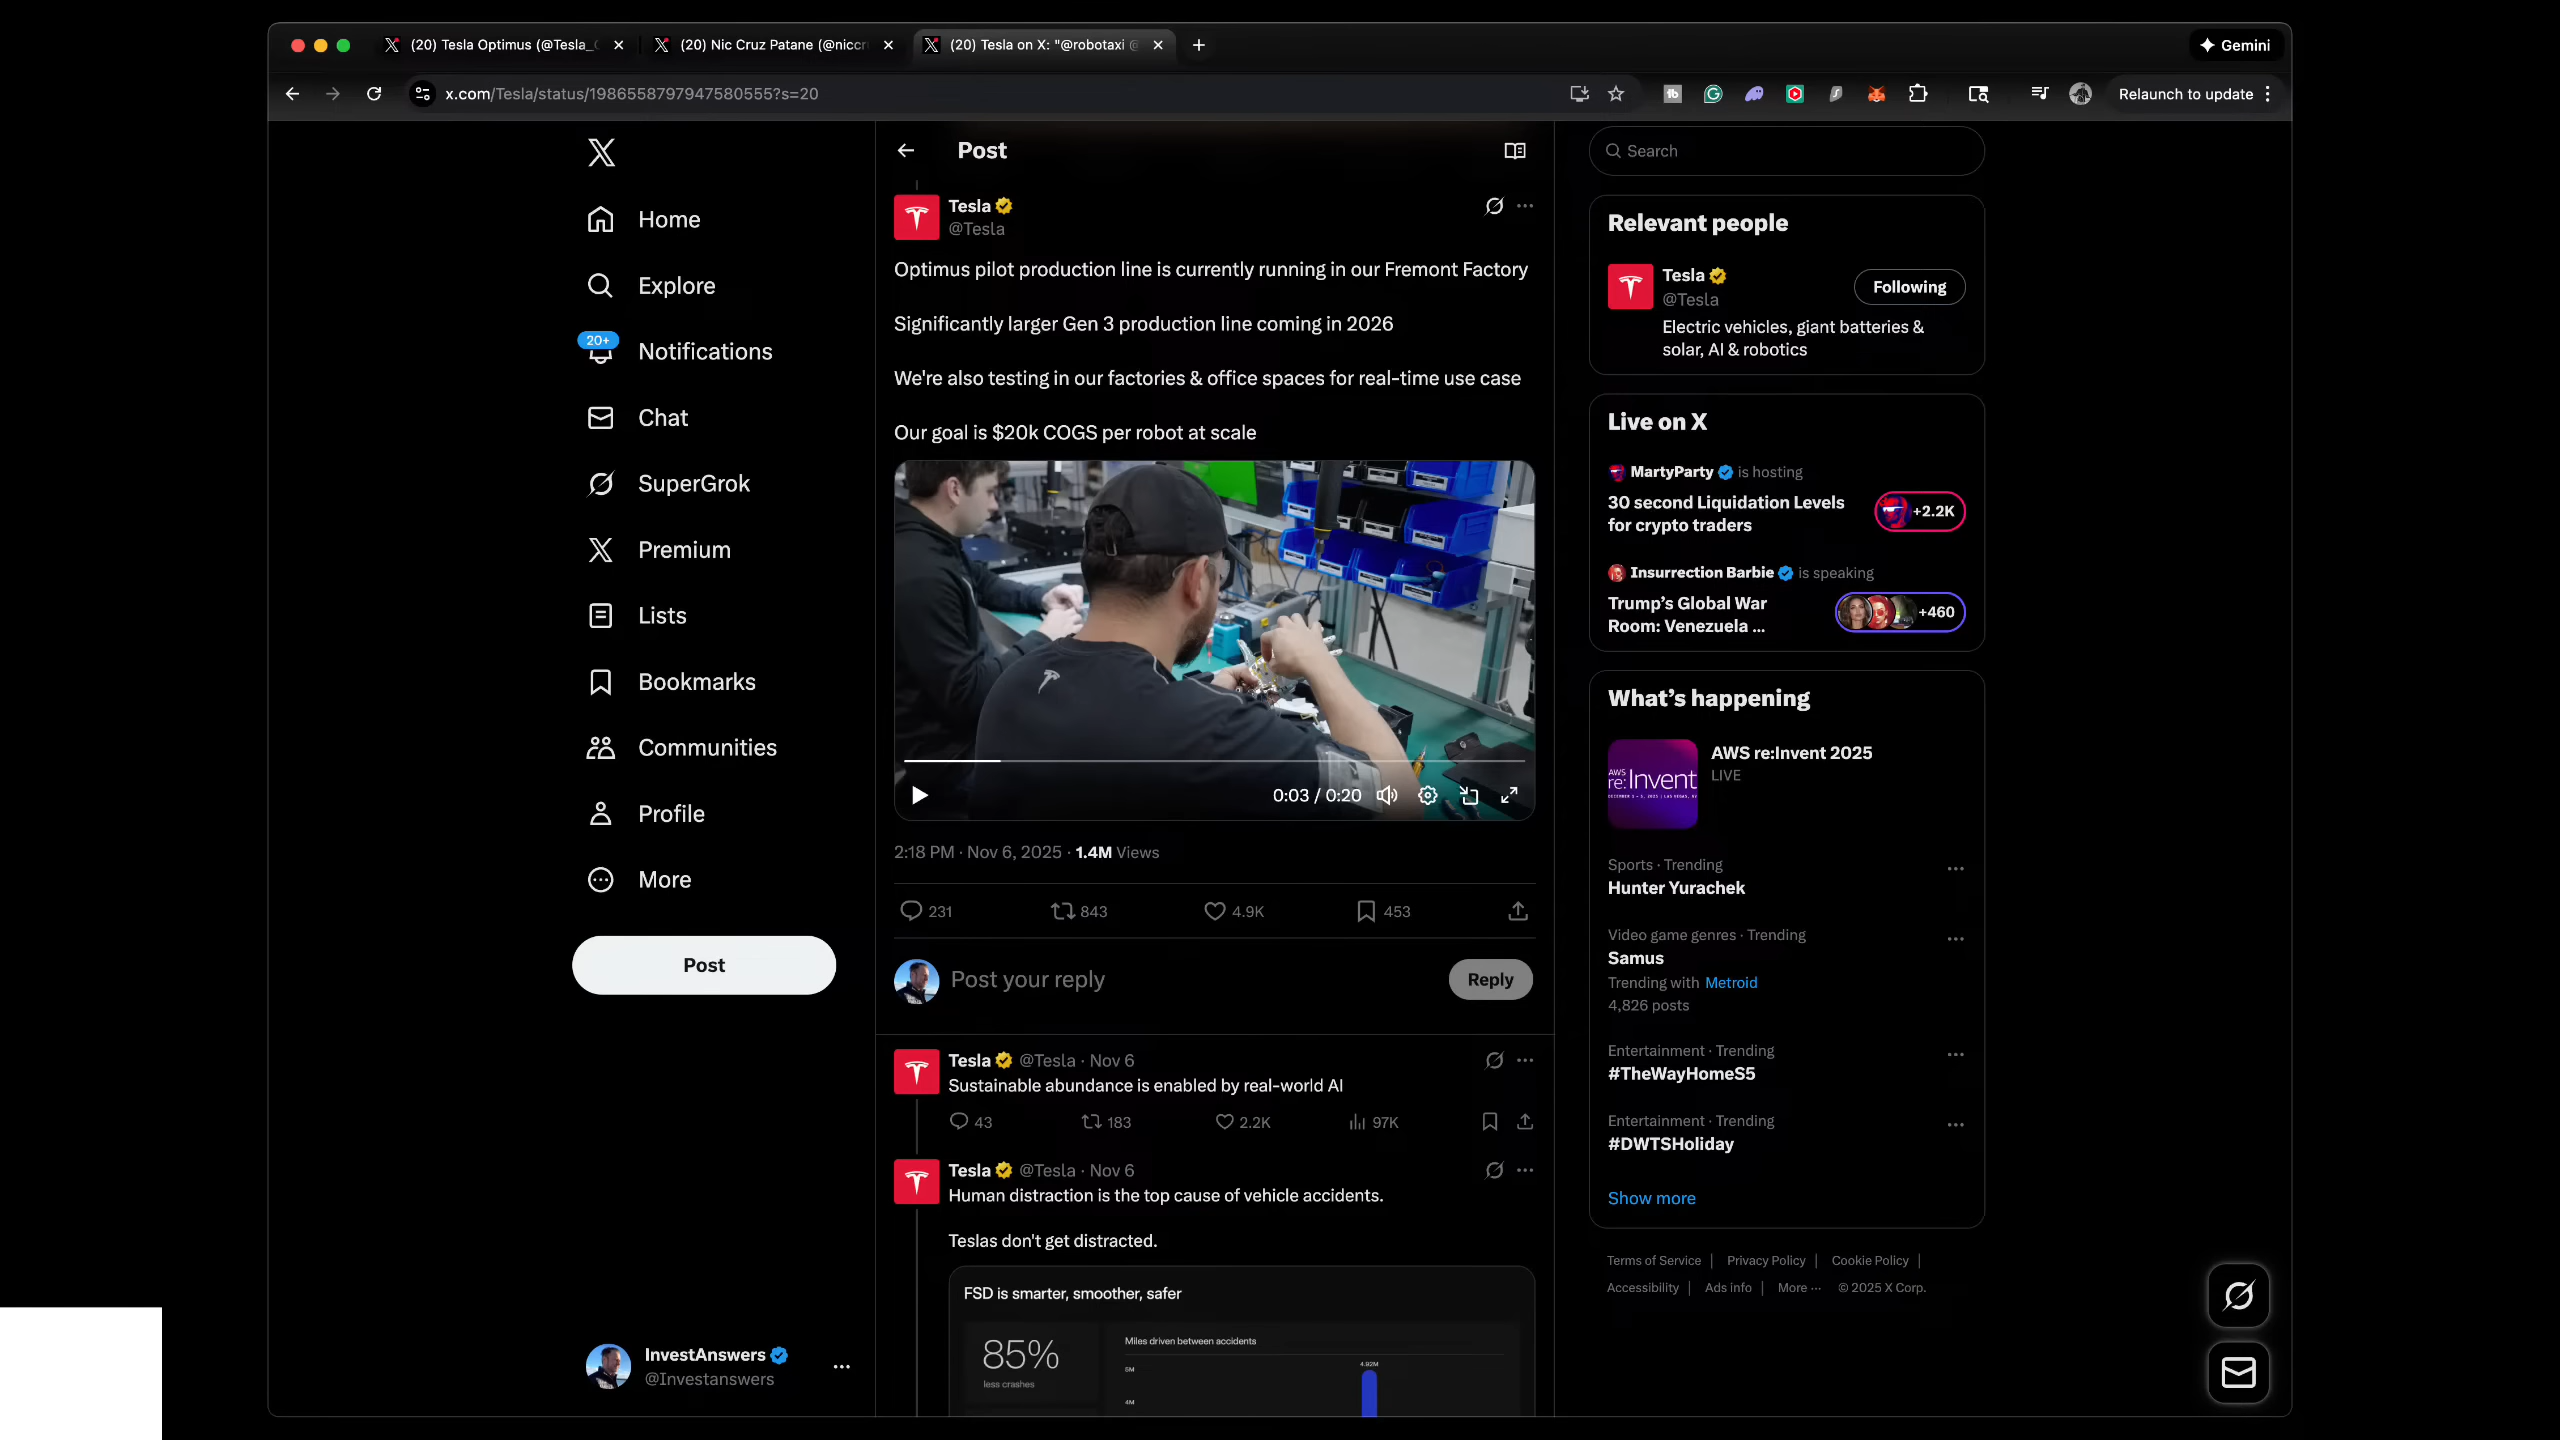 (20) Tesla Optimus (@Tesla_
(20) Nic Cruz Patane (@niccr
(20) Tesla on X: "@robotaxi @
Gemini
x.com/Tesla/status/1986558797947580555?s=20
Relaunch to update
Home
Explore
20+
Notifications
Chat
SuperGrok
Premium
Lists
Bookmarks
Communities
Profile
More
Post
InvestAnswers
@Investanswers
Post
Tesla
@Tesla
Optimus pilot production line is currently running in our Fremont Factory
Significantly larger Gen 3 production line coming in 2026
We're also testing in our factories & office spaces for real-time use case
Our goal is $20k COGS per robot at scale
0:03 / 0:20
2:18 PM · Nov 6, 2025 · 1.4M Views
231 843 4.9K 453
Post your reply
Reply
Tesla @Tesla · Nov 6
Sustainable abundance is enabled by real-world AI
43 183 2.2K 97K
Tesla @Tesla · Nov 6
Human distraction is the top cause of vehicle accidents.
Teslas don't get distracted.
FSD is smarter, smoother, safer
85%
less crashes
Miles driven between accidents
5M
4.92M
4M
Search
Relevant people
Tesla
@Tesla
Following
Electric vehicles, giant batteries &
solar, AI & robotics
Live on X
MartyParty is hosting
30 second Liquidation Levels
for crypto traders
+2.2K
Insurrection Barbie is speaking
Trump's Global War
Room: Venezuela ...
+460
What's happening
AWS
re:Invent
AWS re:Invent 2025
LIVE
Sports · Trending
Hunter Yurachek
Video game genres · Trending
Samus
Trending with Metroid
4,826 posts
Entertainment · Trending
#TheWayHomeS5
Entertainment · Trending
#DWTSHoliday
Show more
Terms of Service | Privacy Policy | Cookie Policy |
Accessibility | Ads info | More ··· © 2025 X Corp.